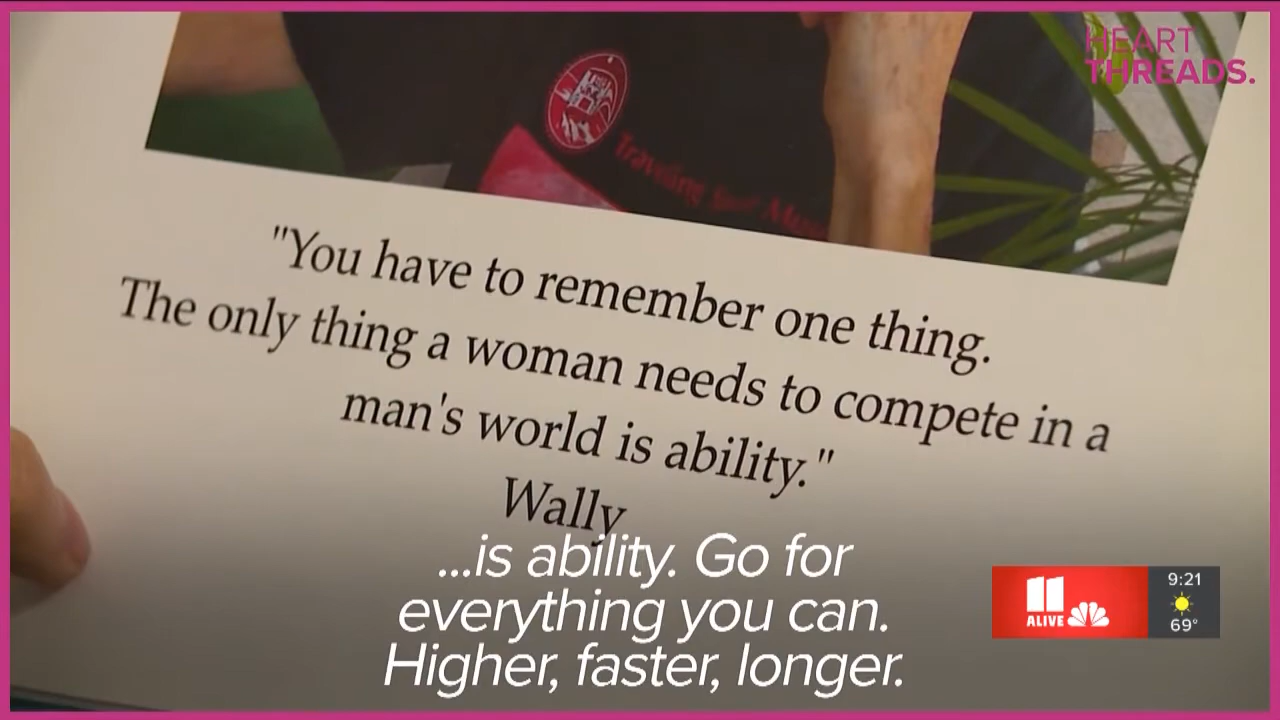 HEART
THREADS.
Traveling
"You have to remember one thing.
The only thing a woman needs to compete in a
man's world is ability."
Wally
...is ability. Go for
everything you can.
Higher, faster, longer.
11
ALIVE
9:21
69°